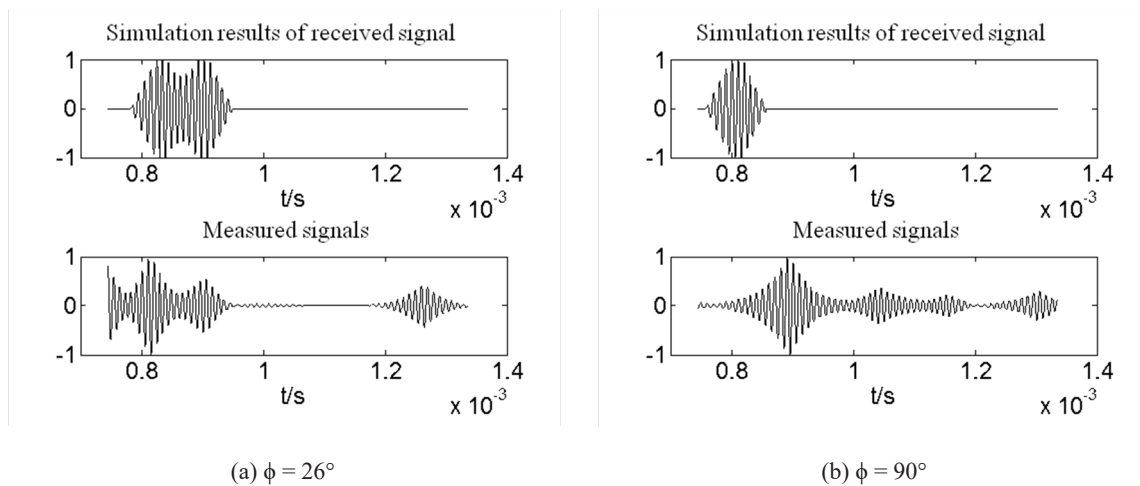 Simulation results of received signal
1
0
-1
0.8 1 1.2 1.4
t/s
x 10-3
Measured signals
1
0
-1
0.8 1 1.2 1.4
t/s
x 10-3
(a) ϕ = 26°
Simulation results of received signal
1
0
-1
0.8 1 1.2 1.4
t/s
x 10-3
Measured signals
1
0
-1
0.8 1 1.2 1.4
t/s
x 10-3
(b) ϕ = 90°